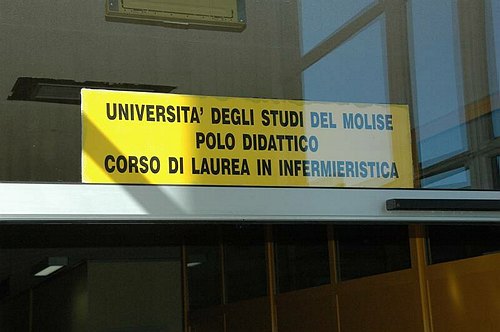 UNIVERSITA' DEGLI STUDI DEL MOLISE
POLO DIDATTICO
CORSO DI LAUREA IN INFERMIERISTICA